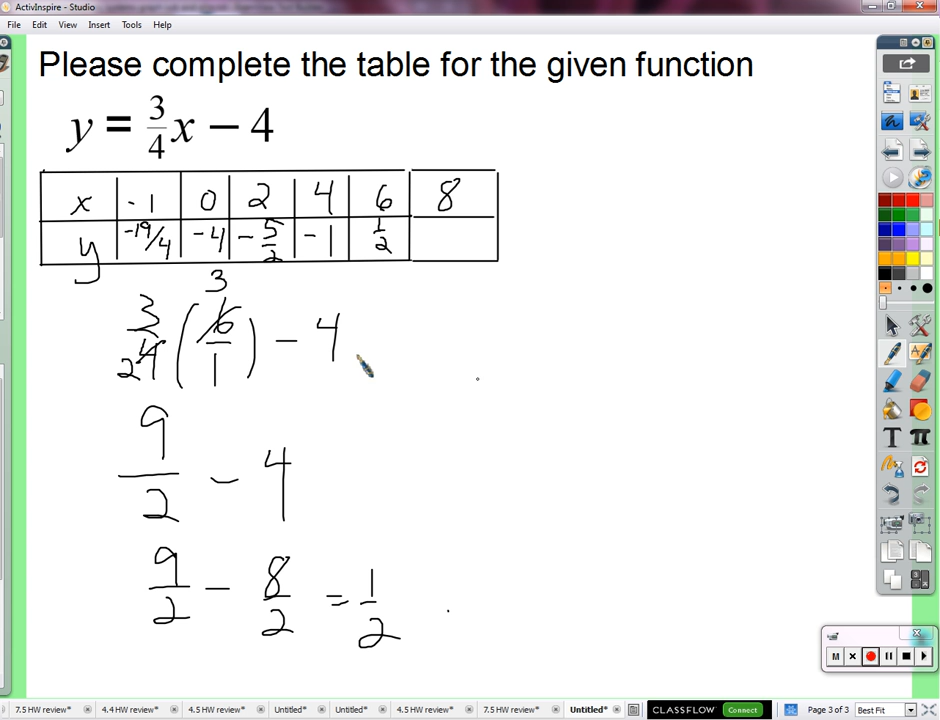 ActivInspire - Studio
File Edit View Insert Tools Help
Please complete the table for the given function
y = 3/4 x − 4
x -1 0 2 4 6 8
y -19/4 -4 -5/2 -1 1/2
3
3/4 (6/1) − 4
2
9/2 − 4
9/2 − 8/2 = 1/2
M
7.5 HW review* 4.4 HW review* 4.5 HW review* Untitled* Untitled* 4.5 HW review* 7.5 HW review* Untitled* CLASSFLOW Connect Page 3 of 3 Best Fit